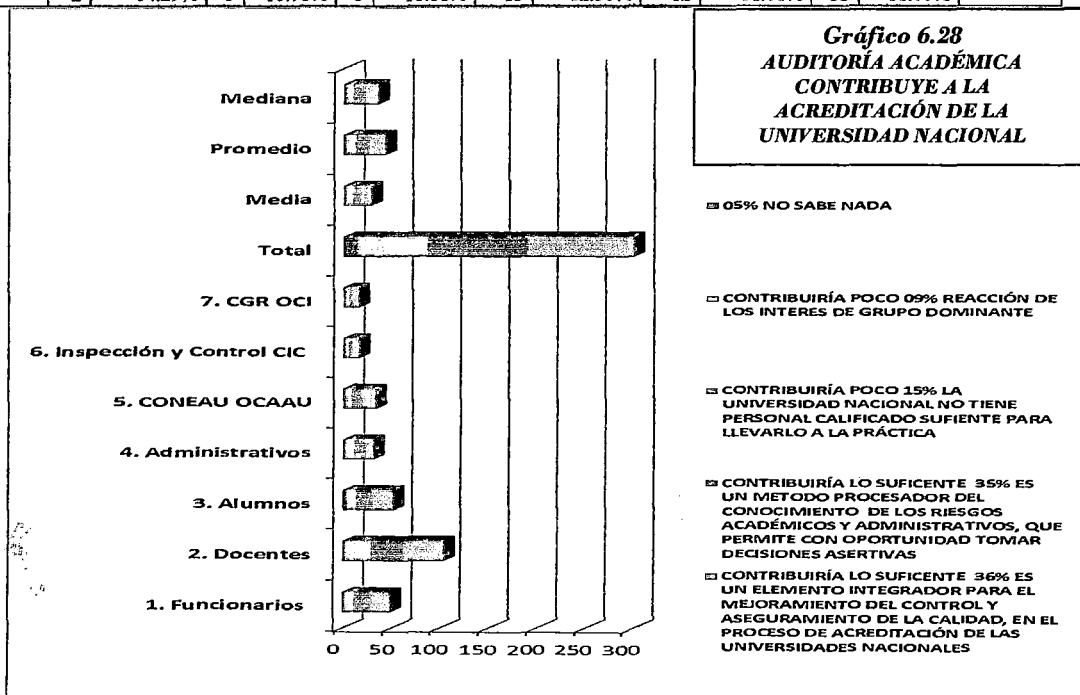 Gráfico 6.28
AUDITORÍA ACADÉMICA
CONTRIBUYE A LA
ACREDITACIÓN DE LA
UNIVERSIDAD NACIONAL
Mediana
Promedio
Media
Total
7. CGR OCI
6. Inspección y Control CIC
5. CONEAU OCAAU
4. Administrativos
3. Alumnos
2. Docentes
1. Funcionarios
0 50 100 150 200 250 300
05% NO SABE NADA
CONTRIBUIRÍA POCO 09% REACCIÓN DE
LOS INTERES DE GRUPO DOMINANTE
CONTRIBUIRÍA POCO 15% LA
UNIVERSIDAD NACIONAL NO TIENE
PERSONAL CALIFICADO SUFIENTE PARA
LLEVARLO A LA PRÁCTICA
CONTRIBUIRÍA LO SUFICENTE 35% ES
UN METODO PROCESADOR DEL
CONOCIMIENTO DE LOS RIESGOS
ACADÉMICOS Y ADMINISTRATIVOS, QUE
PERMITE CON OPORTUNIDAD TOMAR
DECISIONES ASERTIVAS
CONTRIBUIRÍA LO SUFICENTE 36% ES
UN ELEMENTO INTEGRADOR PARA EL
MEJORAMIENTO DEL CONTROL Y
ASEGURAMIENTO DE LA CALIDAD, EN EL
PROCESO DE ACREDITACIÓN DE LAS
UNIVERSIDADES NACIONALES